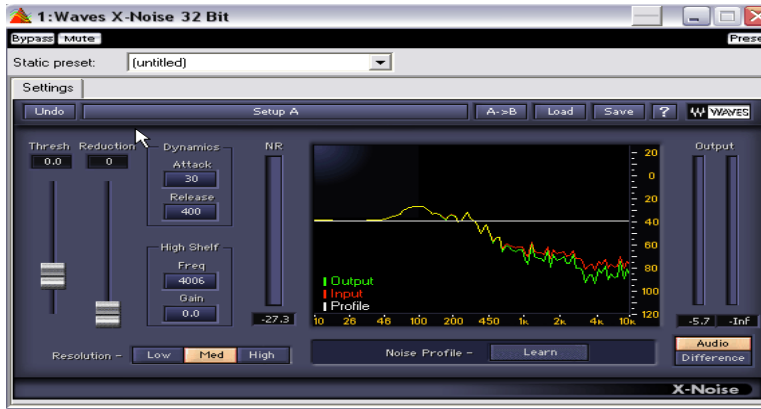 1:Waves X-Noise 32 Bit
Bypass Mute Prese
Static preset: (untitled)
Settings
Undo Setup A A->B Load Save ? WAVES
Thresh Reduction Dynamics NR Output
0.0 0 Attack
30
Release
400
High Shelf
Freq
4006
Gain
0.0
-27.3
20
0
20
40
60
80
100
120
Output
Input
Profile
10 26 46 100 200 450 1K 2K 4K 10K
-5.7 -Inf
Resolution - Low Med High
Noise Profile - Learn
Audio
Difference
X-Noise